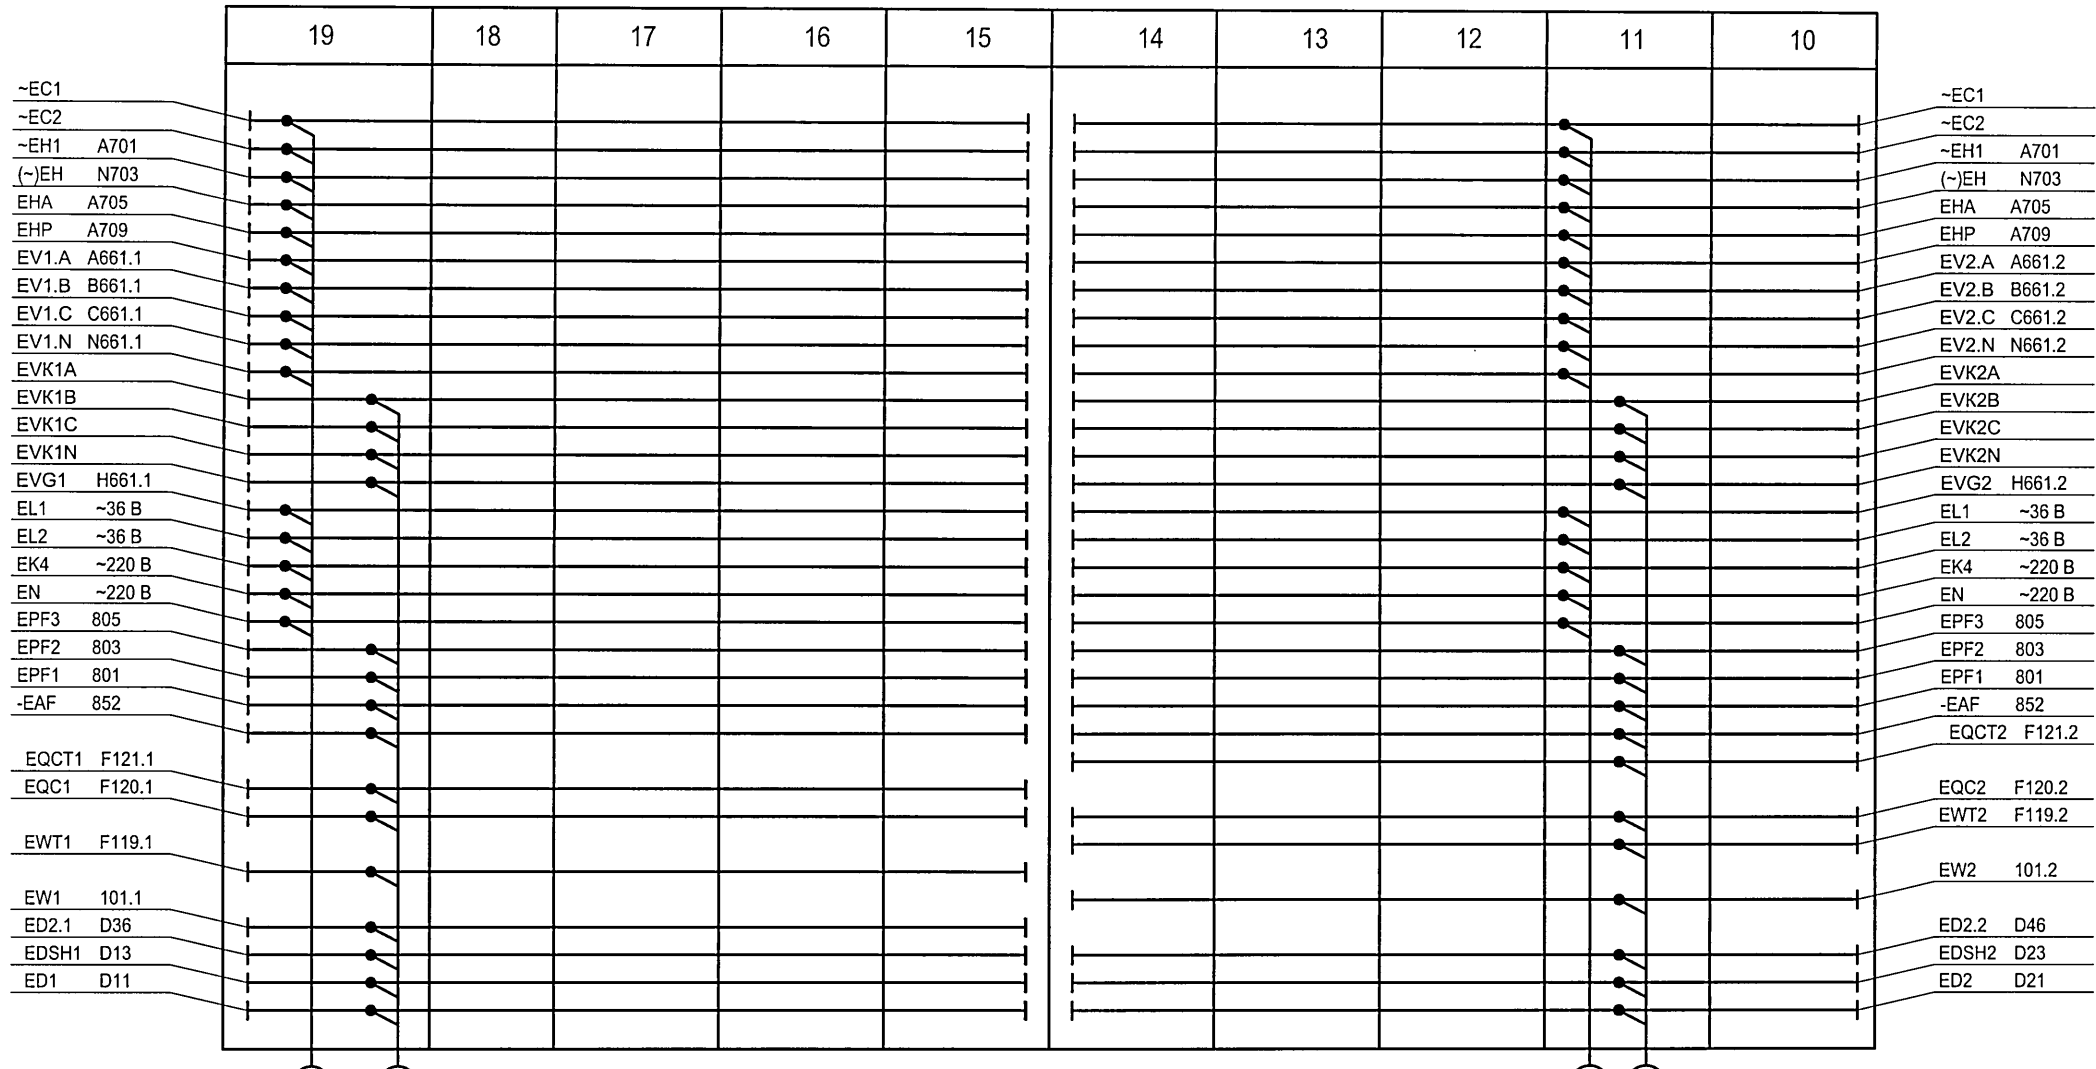 19 18 17 16 15 14 13 12 11 10
~EC1
~EC2
~EH1 A701
(~)EH N703
EHA A705
EHP A709
EV1.A A661.1
EV1.B B661.1
EV1.C C661.1
EV1.N N661.1
EVK1A
EVK1B
EVK1C
EVK1N
EVG1 H661.1
EL1 ~36 В
EL2 ~36 В
EK4 ~220 В
EN ~220 В
EPF3 805
EPF2 803
EPF1 801
-EAF 852
EQCT1 F121.1
EQC1 F120.1
EWT1 F119.1
EW1 101.1
ED2.1 D36
EDSH1 D13
ED1 D11
~EC1
~EC2
~EH1 A701
(~)EH N703
EHA A705
EHP A709
EV2.A A661.2
EV2.B B661.2
EV2.C C661.2
EV2.N N661.2
EVK2A
EVK2B
EVK2C
EVK2N
EVG2 H661.2
EL1 ~36 В
EL2 ~36 В
EK4 ~220 В
EN ~220 В
EPF3 805
EPF2 803
EPF1 801
-EAF 852
EQCT2 F121.2
EQC2 F120.2
EWT2 F119.2
EW2 101.2
ED2.2 D46
EDSH2 D23
ED2 D21